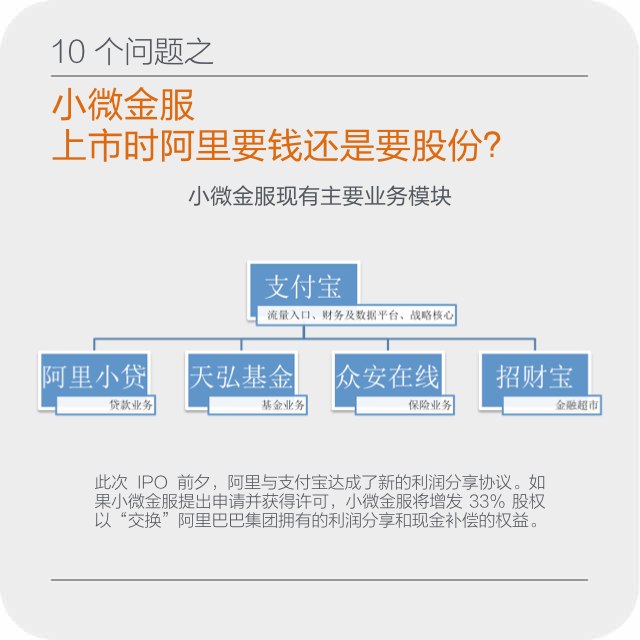 10 个问题之
小微金服
上市时阿里要钱还是要股份？
小微金服现有主要业务模块
支付宝
流量入口、财务及数据平台、战略核心
阿里小贷
贷款业务
天弘基金
基金业务
众安在线
保险业务
招财宝
金融超市
此次 IPO 前夕，阿里与支付宝达成了新的利润分享协议。如
果小微金服提出申请并获得许可，小微金服将增发 33% 股权
以“交换”阿里巴巴集团拥有的利润分享和现金补偿的权益。